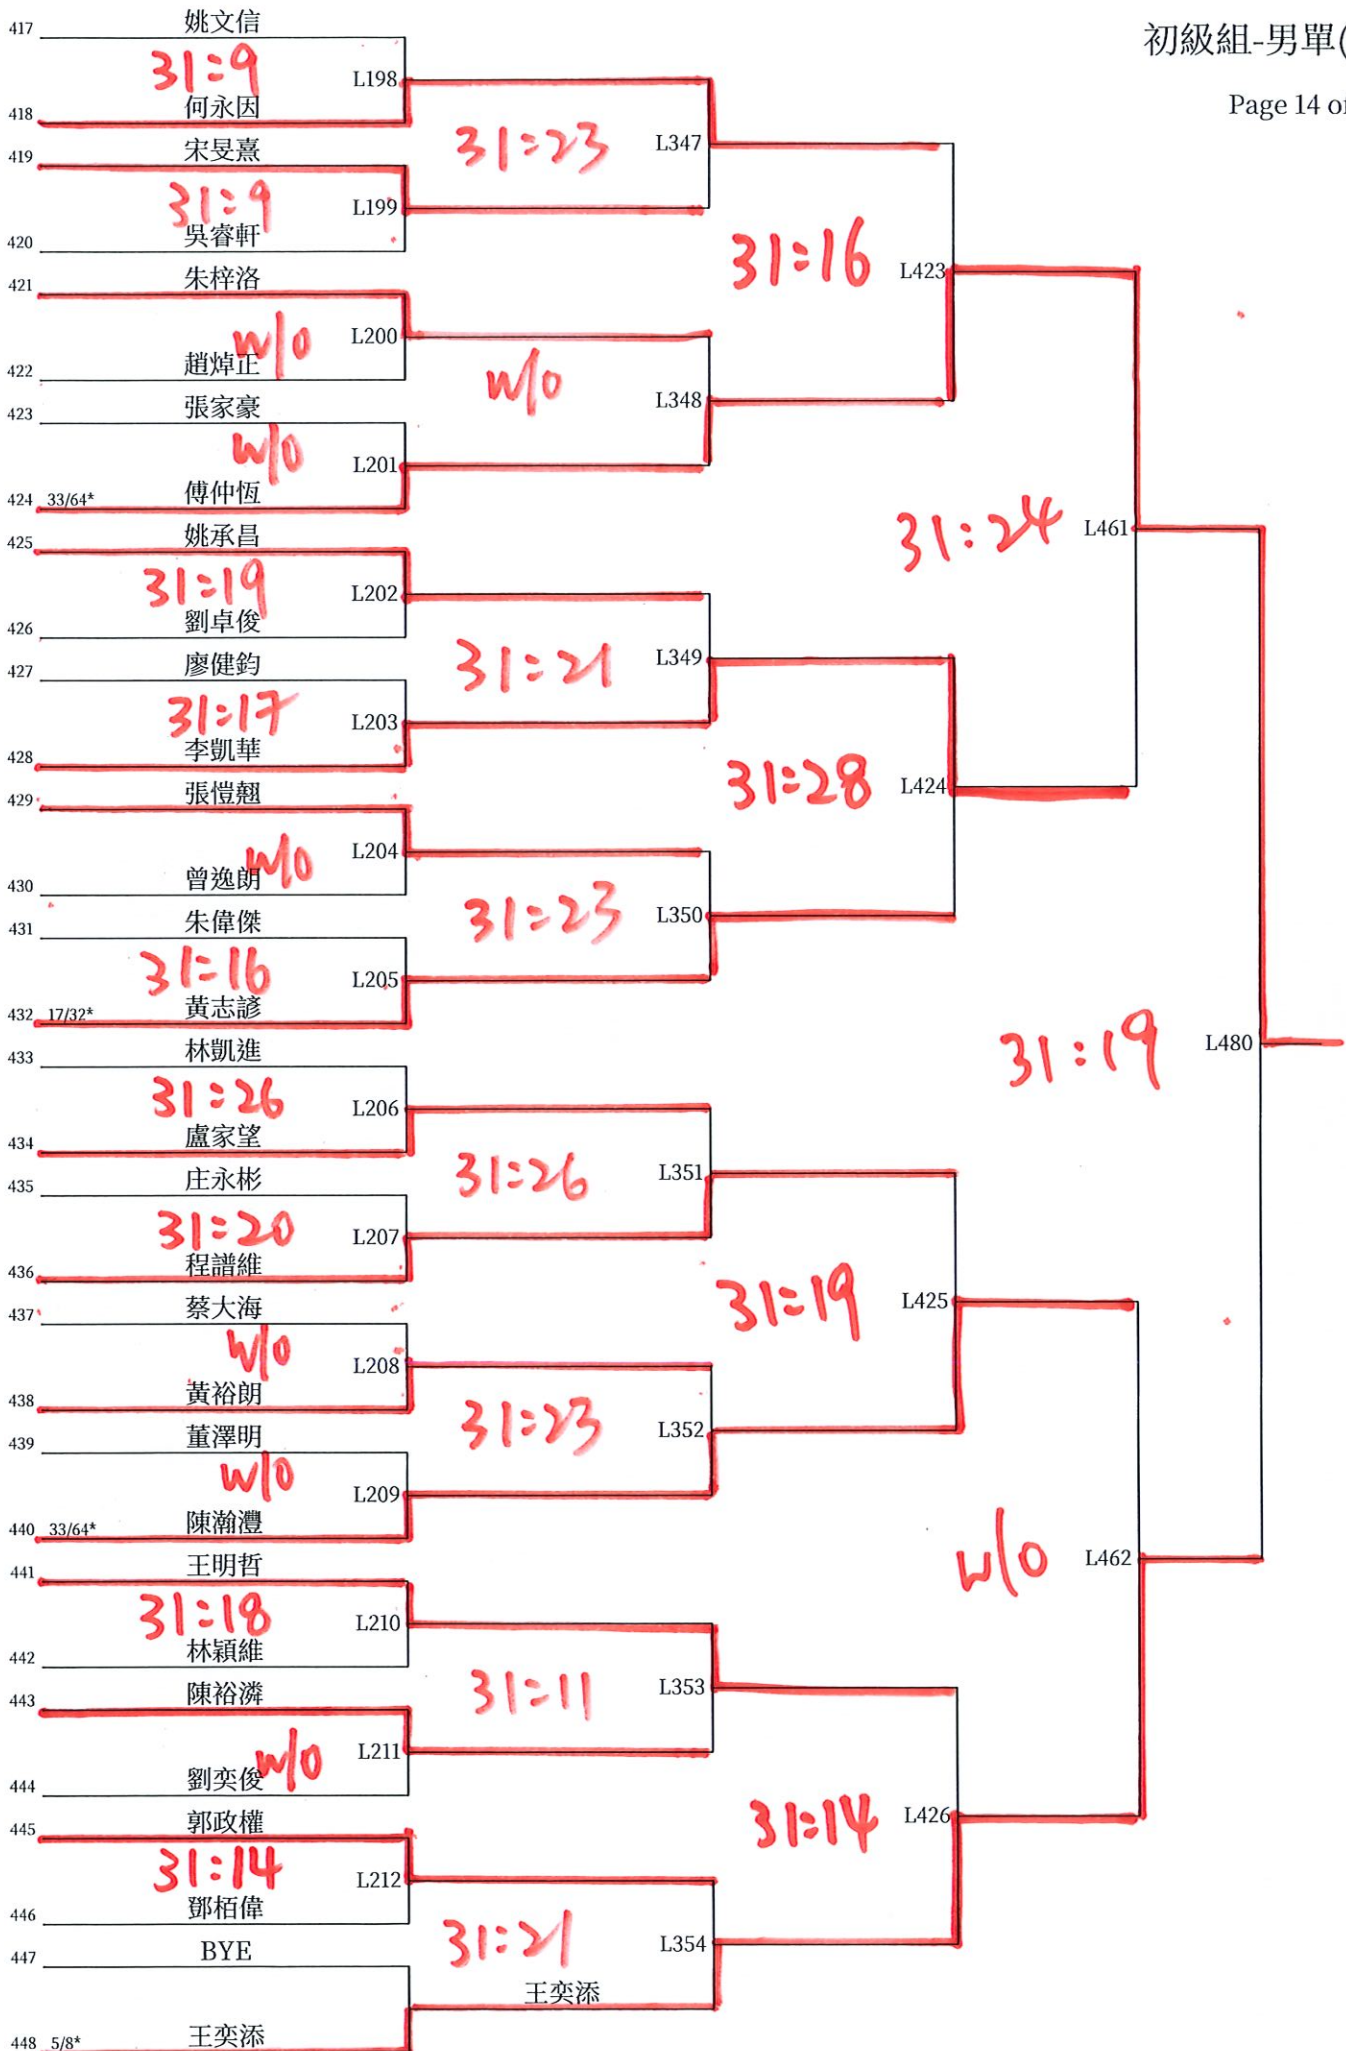 初級組-男單(
Page 14 of
417 姚文信
31:9
L198
418 何永因
31:23
L347
419 宋旻熹
31:9
L199
420 吳睿軒
31:16
L423
421 朱梓洛
w/o
L200
422 趙焯正
w/o
L348
423 張家豪
w/o
L201
424 33/64* 傅仲恆
31:24
L461
425 姚承昌
31:19
L202
426 劉卓俊
31:21
L349
427 廖健鈞
31:17
L203
428 李凱華
31:28
L424
429 張愷翹
w/o
L204
430 曾逸朗
31:23
L350
431 朱偉傑
31:16
L205
432 17/32* 黃志諺
31:19
L480
433 林凱進
31:26
L206
434 盧家望
31:26
L351
435 庄永彬
31:20
L207
436 程譜維
31:19
L425
437 蔡大海
w/o
L208
438 黃裕朗
31:23
L352
439 董澤明
w/o
L209
440 33/64* 陳瀚灃
w/o
L462
441 王明哲
31:18
L210
442 林穎維
31:11
L353
443 陳裕潾
w/o
L211
444 劉奕俊
31:14
L426
445 郭政權
31:14
L212
446 鄧栢偉
31:21
L354
447 BYE
王奕添
448 5/8* 王奕添